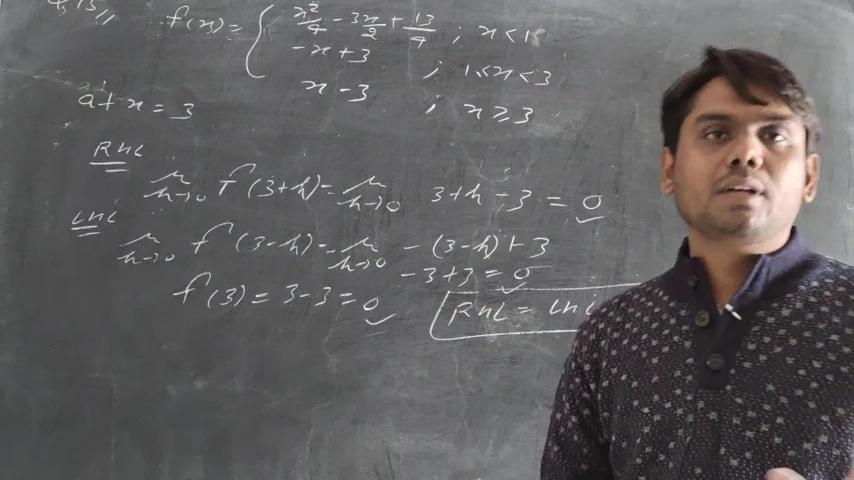 f(x) = { x²/4 - 3x/2 + 13/4 ; x<1
-x+3 ; 1<x<3
x-3 ; x≥3
at x = 3
RHL
lim h→0 f(3+h) = lim h→0 3+h-3 = 0
LHL
lim h→0 f(3-h) = lim h→0 -(3-h)+3
-3+3 = 0
f(3) = 3-3 = 0
RHL = LHL